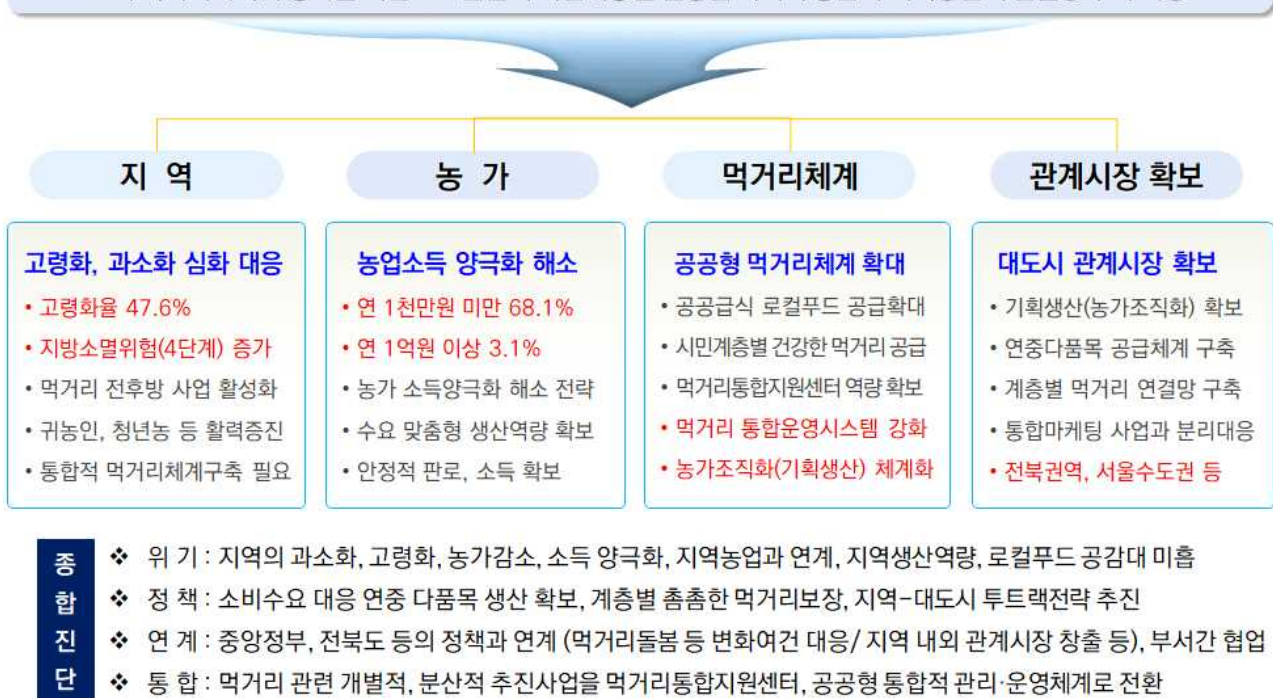 지 역
농 가
먹거리체계
관계시장 확보
고령화, 과소화 심화 대응
• 고령화율 47.6%
• 지방소멸위험(4단계) 증가
• 먹거리 전후방 사업 활성화
• 귀농인, 청년농 등 활력증진
• 통합적 먹거리체계구축 필요
농업소득 양극화 해소
• 연 1천만원 미만 68.1%
• 연 1억원 이상 3.1%
• 농가 소득양극화 해소 전략
• 수요 맞춤형 생산역량 확보
• 안정적 판로, 소득 확보
공공형 먹거리체계 확대
• 공공급식 로컬푸드 공급확대
• 시민계층별 건강한 먹거리 공급
• 먹거리통합지원센터 역량 확보
• 먹거리 통합운영시스템 강화
• 농가조직화(기획생산) 체계화
대도시 관계시장 확보
• 기획생산(농가조직화) 확보
• 연중다품목 공급체계 구축
• 계층별 먹거리 연결망 구축
• 통합마케팅 사업과 분리대응
• 전북권역, 서울수도권 등
종합진단
❖ 위 기 : 지역의 과소화, 고령화, 농가감소, 소득 양극화, 지역농업과 연계, 지역생산역량, 로컬푸드 공감대 미흡
❖ 정 책 : 소비수요 대응 연중 다품목 생산 확보, 계층별 촘촘한 먹거리보장, 지역-대도시 투트랙전략 추진
❖ 연 계 : 중앙정부, 전북도 등의 정책과 연계 (먹거리돌봄 등 변화여건 대응/ 지역 내외 관계시장 창출 등), 부서간 협업
❖ 통 합 : 먹거리 관련 개별적, 분산적 추진사업을 먹거리통합지원센터, 공공형 통합적 관리·운영체계로 전환